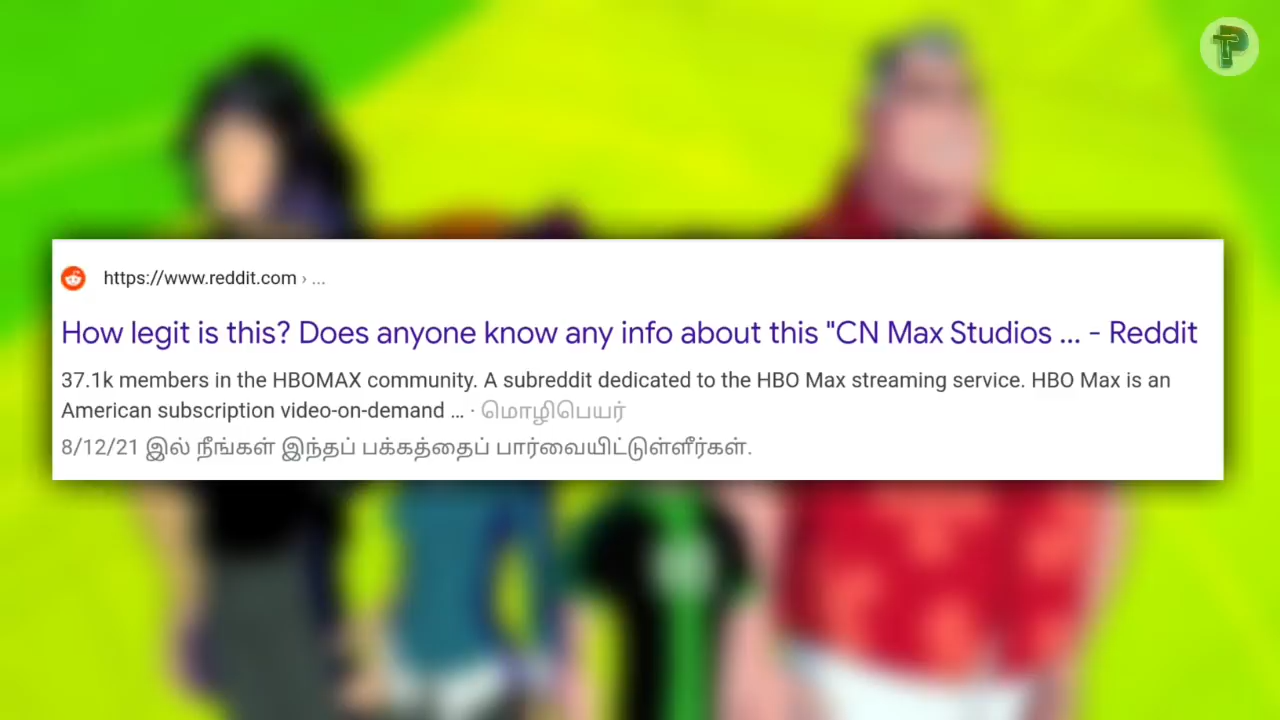 TP
https://www.reddit.com › ...
How legit is this? Does anyone know any info about this "CN Max Studios ... - Reddit
37.1k members in the HBOMAX community. A subreddit dedicated to the HBO Max streaming service. HBO Max is an
American subscription video-on-demand ... · மொழிபெயர்
8/12/21 இல் நீங்கள் இந்தப் பக்கத்தைப் பார்வையிட்டுள்ளீர்கள்.